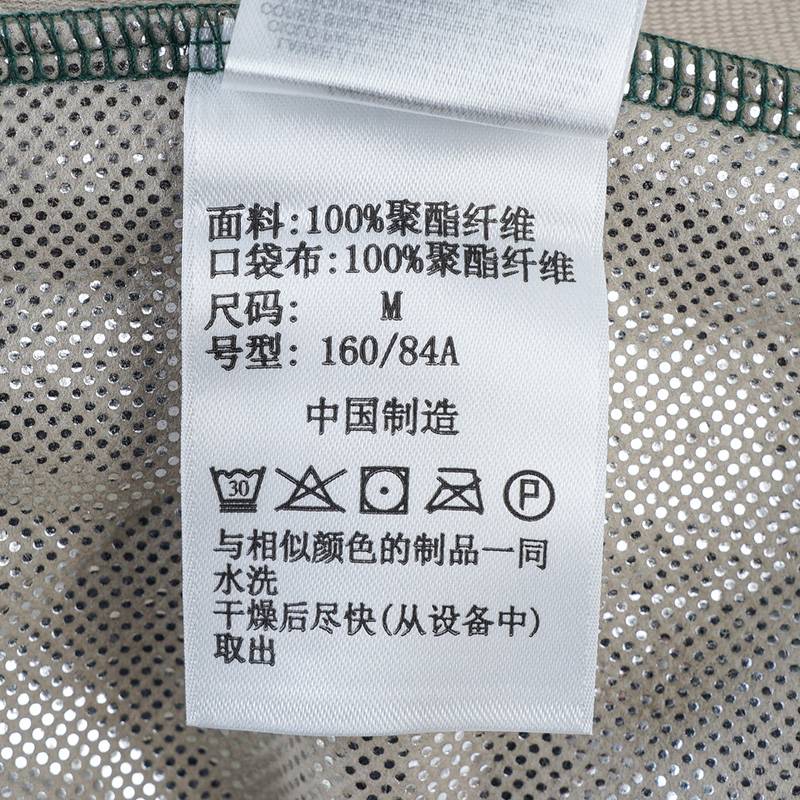 面料:100%聚酯纤维
口袋布:100%聚酯纤维
尺码: M
号型: 160/84A
中国制造
30 P
与相似颜色的制品一同
水洗
干燥后尽快(从设备中)
取出